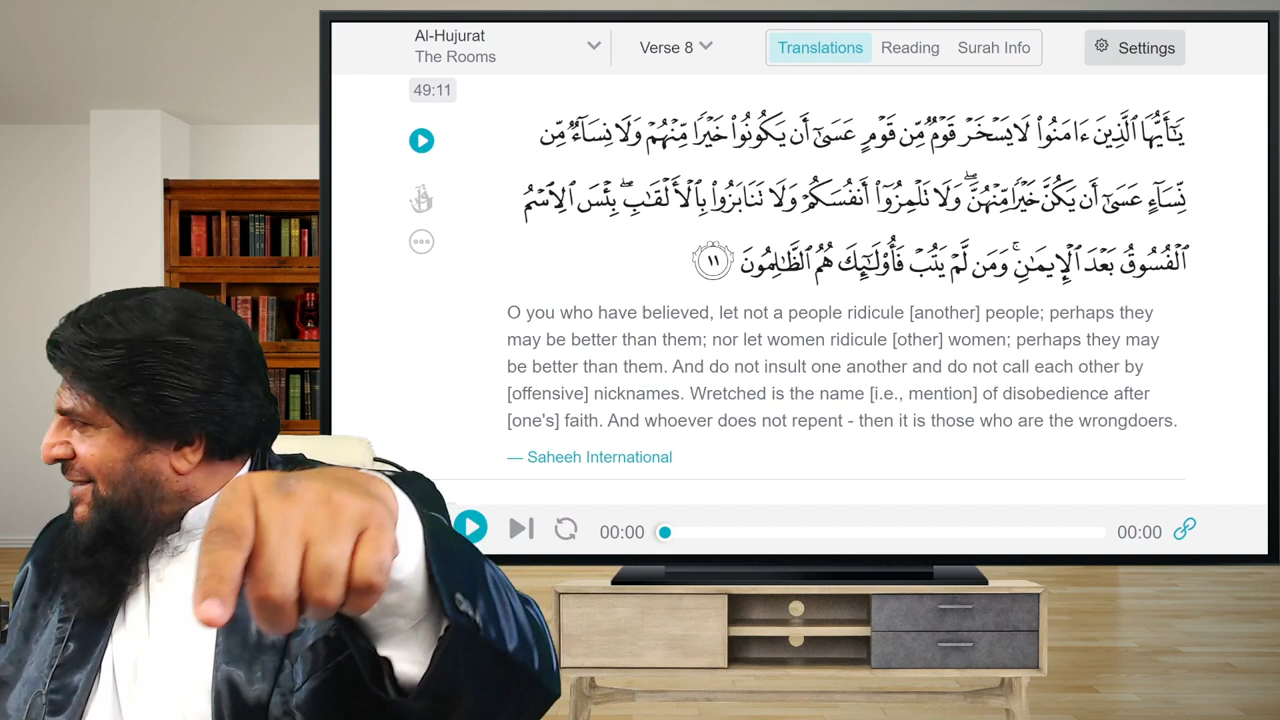 Al-Hujurat
The Rooms
Verse 8
Translations Reading Surah Info
Settings
49:11
يَـٰٓأَيُّهَا ٱلَّذِينَ ءَامَنُوا۟ لَا يَسْخَرْ قَوْمٌ مِّن قَوْمٍ عَسَىٰٓ أَن يَكُونُوا۟ خَيْرًا مِّنْهُمْ وَلَا نِسَآءٌ مِّن
نِّسَآءٍ عَسَىٰٓ أَن يَكُنَّ خَيْرًا مِّنْهُنَّ ۖ وَلَا تَلْمِزُوٓا۟ أَنفُسَكُمْ وَلَا تَنَابَزُوا۟ بِٱلْأَلْقَـٰبِ ۖ بِئْسَ ٱلِٱسْمُ
ٱلْفُسُوقُ بَعْدَ ٱلْإِيمَـٰنِ ۚ وَمَن لَّمْ يَتُبْ فَأُو۟لَـٰٓئِكَ هُمُ ٱلظَّـٰلِمُونَ ١١
O you who have believed, let not a people ridicule [another] people; perhaps they
may be better than them; nor let women ridicule [other] women; perhaps they may
be better than them. And do not insult one another and do not call each other by
[offensive] nicknames. Wretched is the name [i.e., mention] of disobedience after
[one's] faith. And whoever does not repent - then it is those who are the wrongdoers.
— Saheeh International
00:00 00:00